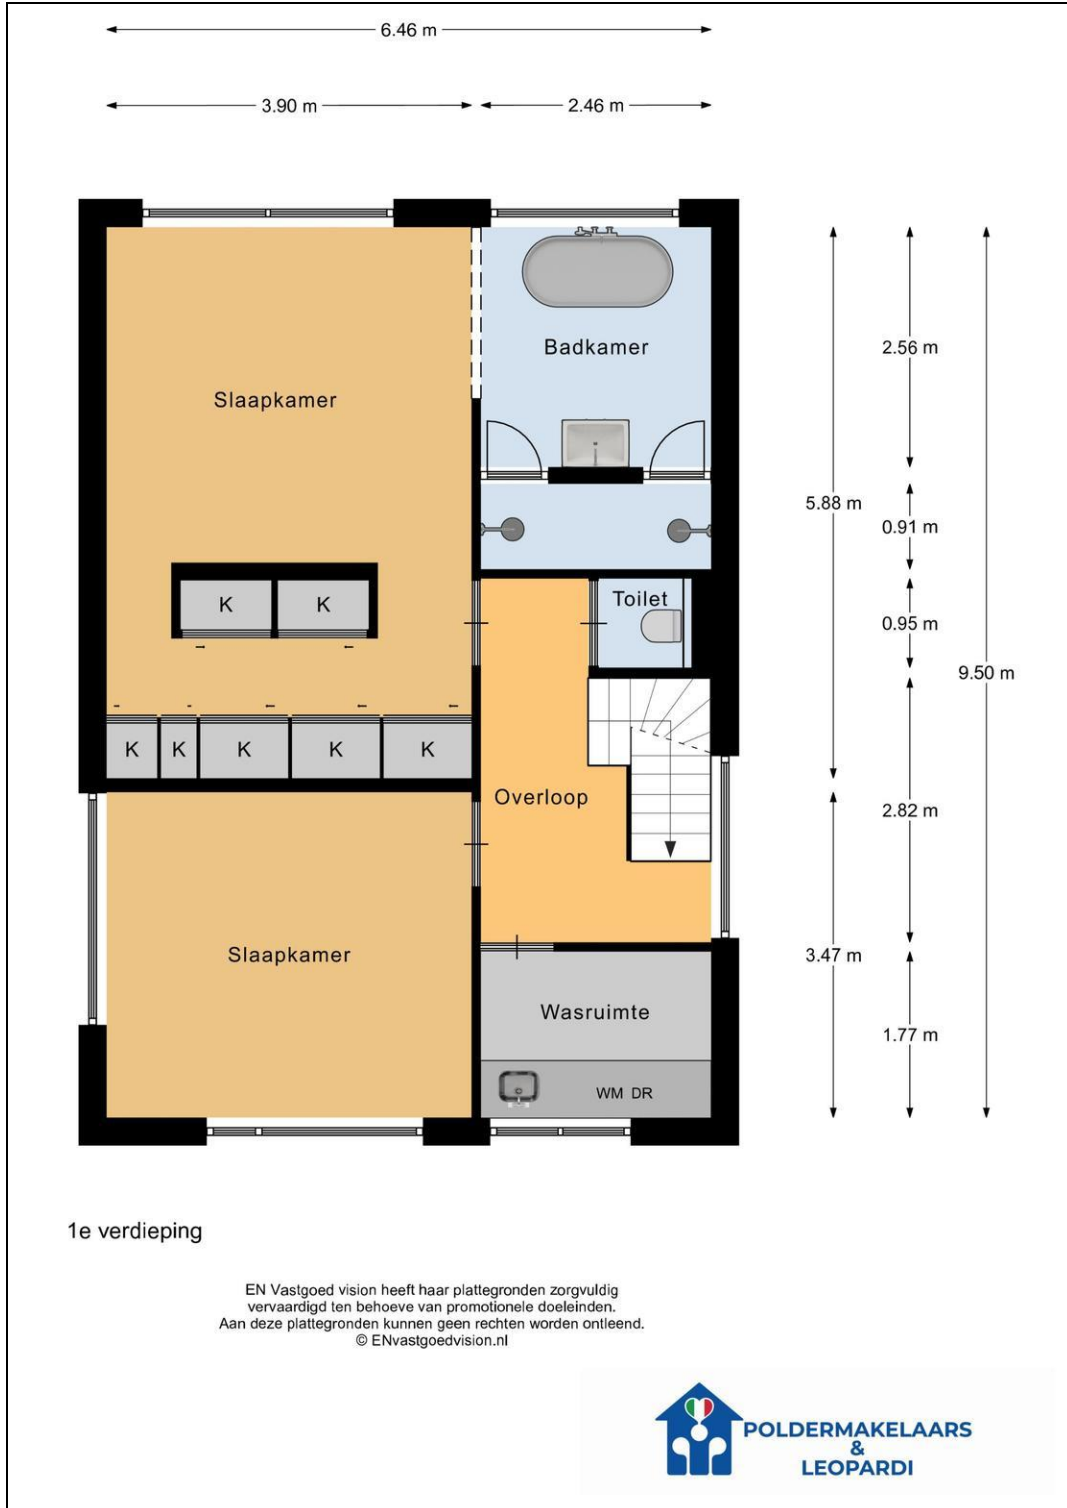 6.46 m
3.90 m
2.46 m
Badkamer
2.56 m
Slaapkamer
5.88 m
0.91 m
K
K
Toilet
0.95 m
9.50 m
K
K
K
K
K
Overloop
2.82 m
Slaapkamer
3.47 m
Wasruimte
1.77 m
WM DR
1e verdieping
EN Vastgoed vision heeft haar plattegronden zorgvuldig
vervaardigd ten behoeve van promotionele doeleinden.
Aan deze plattegronden kunnen geen rechten worden ontleend.
© ENvastgoedvision.nl
POLDERMAKELAARS
&
LEOPARDI